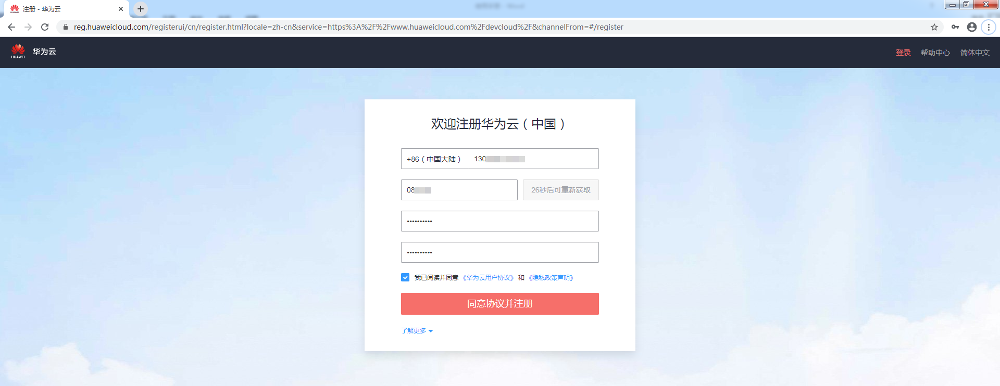 注册 - 华为云
reg.huaweicloud.com/registerui/cn/register.html?locale=zh-cn&service=https%3A%2F%2Fwww.huaweicloud.com%2Fdevcloud%2F&channelFrom=#/register
HUAWEI 华为云 登录 帮助中心 简体中文
欢迎注册华为云（中国）
+86（中国大陆） 130
08 26秒后可重新获取
••••••••••
••••••••••
我已阅读并同意 《华为云用户协议》 和 《隐私政策声明》
同意协议并注册
了解更多